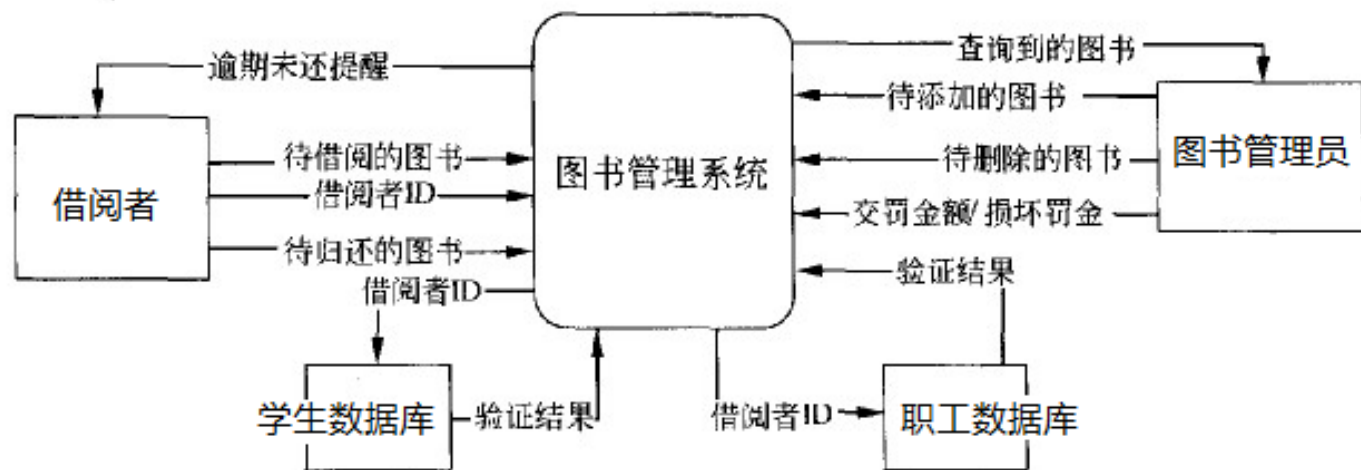 逾期未还提醒
查询到的图书
待添加的图书
借阅者
待借阅的图书
借阅者ID
待归还的图书
图书管理系统
待删除的图书
图书管理员
交罚金额/损坏罚金
借阅者ID
验证结果
学生数据库
验证结果
借阅者ID
职工数据库